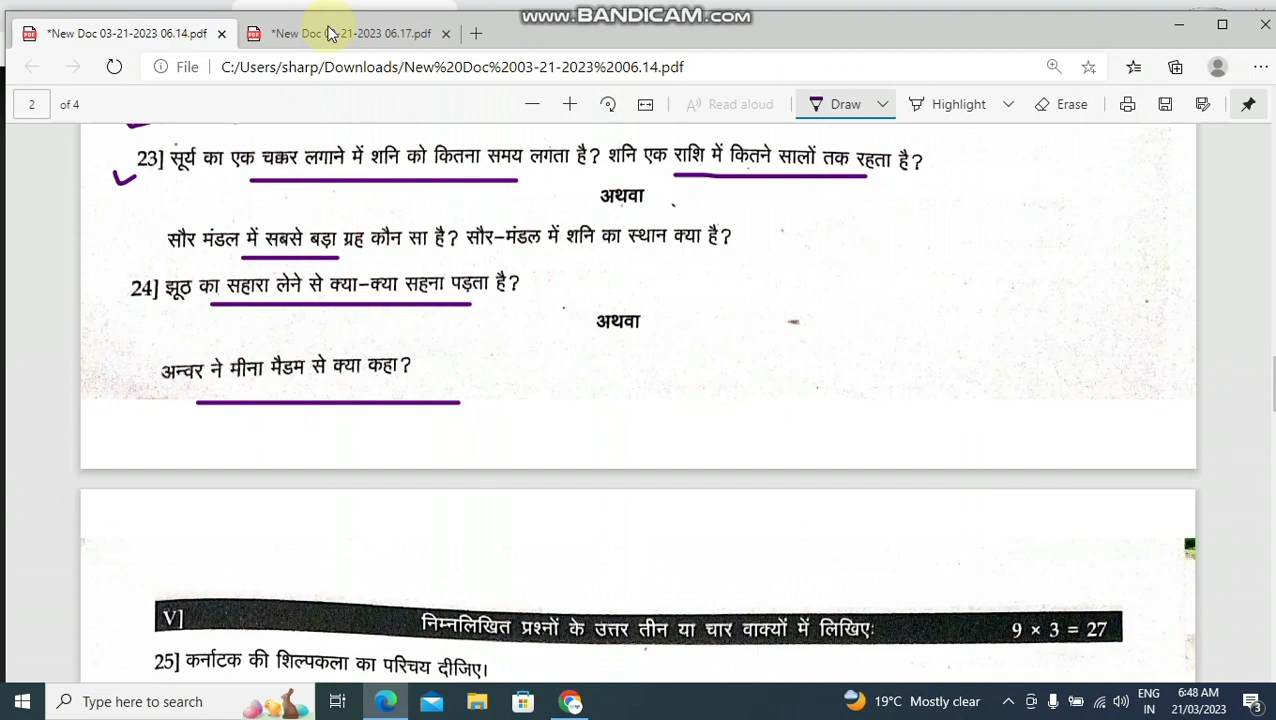 www.BANDICAM.com
*New Doc 03-21-2023 06.14.pdf
*New Doc 03-21-2023 06.17.pdf
File C:/Users/sharp/Downloads/New%20Doc%2003-21-2023%2006.14.pdf
2 of 4 Read aloud Draw Highlight Erase
23] सूर्य का एक चक्कर लगाने में शनि को कितना समय लगता है? शनि एक राशि में कितने सालों तक रहता है?
अथवा
सौर मंडल में सबसे बड़ा ग्रह कौन सा है? सौर-मंडल में शनि का स्थान क्या है?
24] झूठ का सहारा लेने से क्या-क्या सहना पड़ता है?
अथवा
अन्वर ने मीना मैडम से क्या कहा?
V] निम्नलिखित प्रश्नों के उत्तर तीन या चार वाक्यों में लिखिए: 9 × 3 = 27
25] कर्नाटक की शिल्पकला का परिचय दीजिए।
Type here to search 19°C Mostly clear ENG IN 6:48 AM 21/03/2023 3